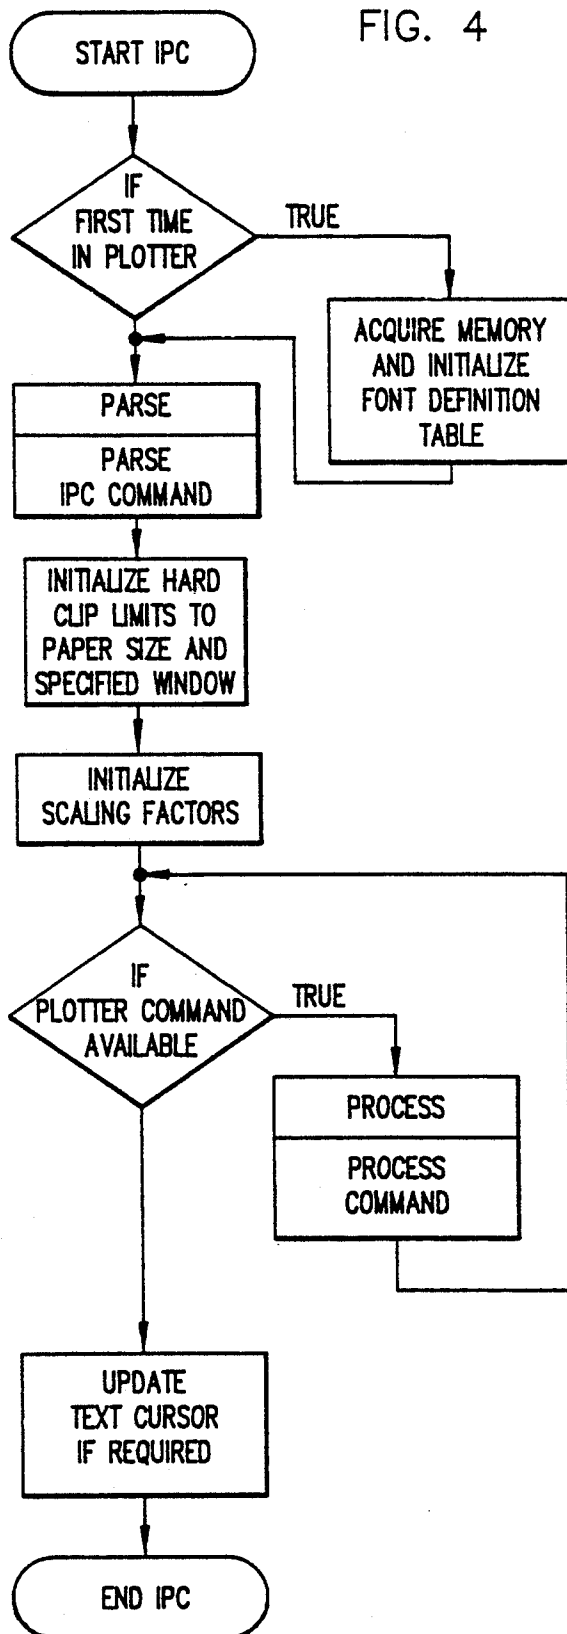 FIG. 4
START IPC
IF
FIRST TIME
IN PLOTTER
TRUE
ACQUIRE MEMORY
AND INITIALIZE
FONT DEFINITION
TABLE
PARSE
PARSE
IPC COMMAND
INITIALIZE HARD
CLIP LIMITS TO
PAPER SIZE AND
SPECIFIED WINDOW
INITIALIZE
SCALING FACTORS
IF
PLOTTER COMMAND
AVAILABLE
TRUE
PROCESS
PROCESS
COMMAND
UPDATE
TEXT CURSOR
IF REQUIRED
END IPC